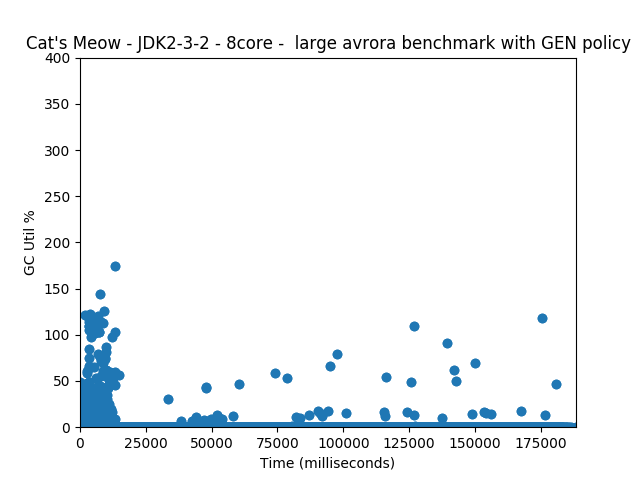 Cat's Meow - JDK2-3-2 - 8core -  large avrora benchmark with GEN policy
400
350
300
250
200
150
100
50
0
GC Util %
0 25000 50000 75000 100000 125000 150000 175000
Time (milliseconds)